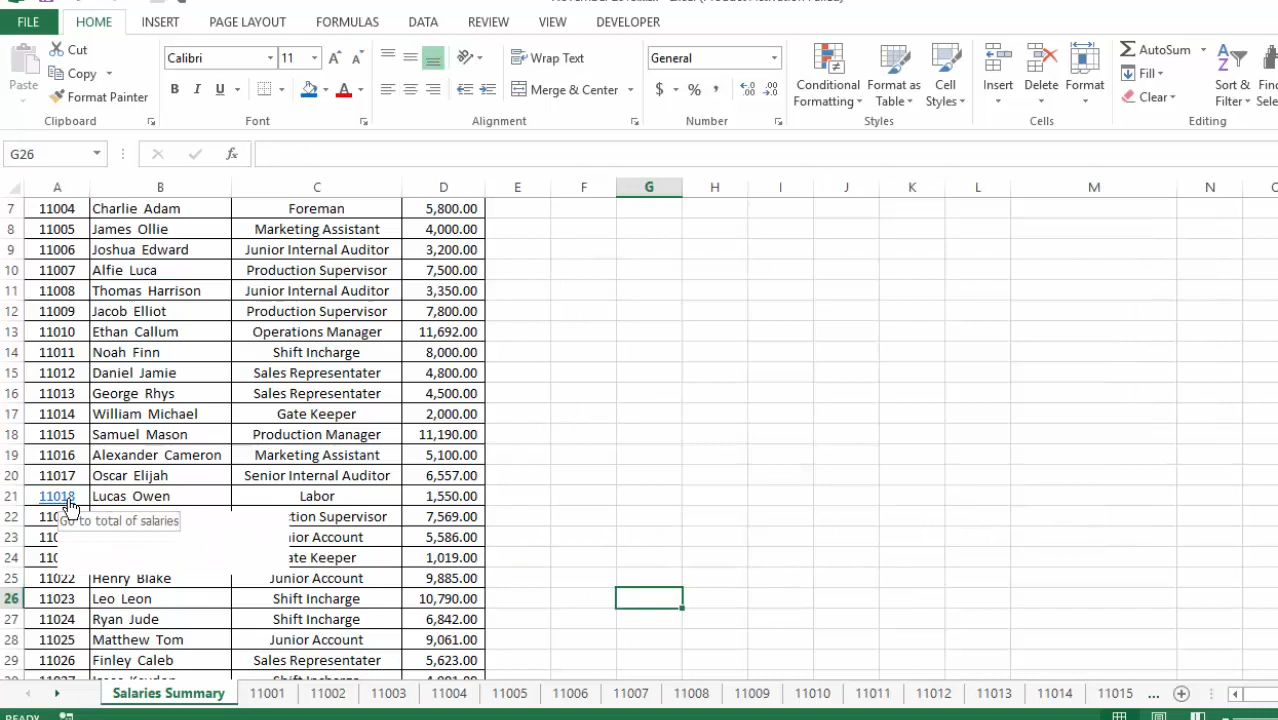 FILE HOME INSERT PAGE LAYOUT FORMULAS DATA REVIEW VIEW DEVELOPER
Paste Cut Copy Format Painter Clipboard
Calibri 11 B I U A A A Font
Wrap Text Merge & Center Alignment
General $ % , Number
Conditional Formatting Format as Table Cell Styles Styles
Insert Delete Format Cells
AutoSum Fill Clear Sort & Filter Editing
G26 fx
A B C D E F G H I J K L M N
7 11004 Charlie Adam Foreman 5,800.00
8 11005 James Ollie Marketing Assistant 4,000.00
9 11006 Joshua Edward Junior Internal Auditor 3,200.00
10 11007 Alfie Luca Production Supervisor 7,500.00
11 11008 Thomas Harrison Junior Internal Auditor 3,350.00
12 11009 Jacob Elliot Production Supervisor 7,800.00
13 11010 Ethan Callum Operations Manager 11,692.00
14 11011 Noah Finn Shift Incharge 8,000.00
15 11012 Daniel Jamie Sales Representater 4,800.00
16 11013 George Rhys Sales Representater 4,500.00
17 11014 William Michael Gate Keeper 2,000.00
18 11015 Samuel Mason Production Manager 11,190.00
19 11016 Alexander Cameron Marketing Assistant 5,100.00
20 11017 Oscar Elijah Senior Internal Auditor 6,557.00
21 11018 Lucas Owen Labor 1,550.00
Go to total of salaries
22 Supervisor 7,569.00
23 Account 5,586.00
24 Keeper 1,019.00
25 11022 Henry Blake Junior Account 9,885.00
26 11023 Leo Leon Shift Incharge 10,790.00
27 11024 Ryan Jude Shift Incharge 6,842.00
28 11025 Matthew Tom Junior Account 9,061.00
29 11026 Finley Caleb Sales Representater 5,623.00
Salaries Summary 11001 11002 11003 11004 11005 11006 11007 11008 11009 11010 11011 11012 11013 11014 11015 ...
READY